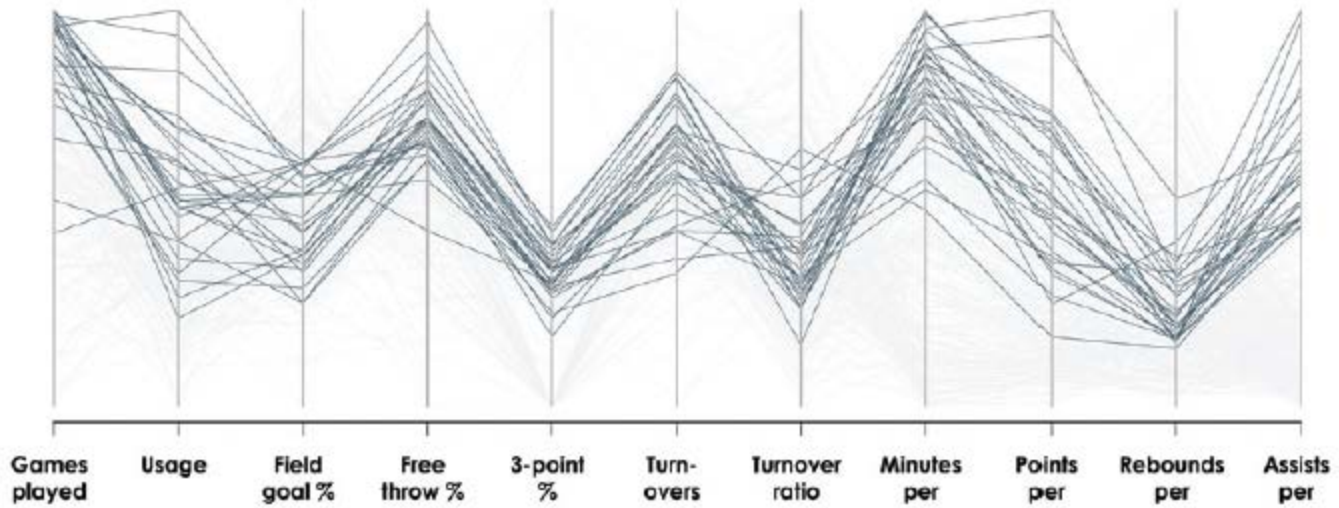 Games played
Usage
Field goal %
Free throw %
3-point %
Turn-overs
Turnover ratio
Minutes per
Points per
Rebounds per
Assists per